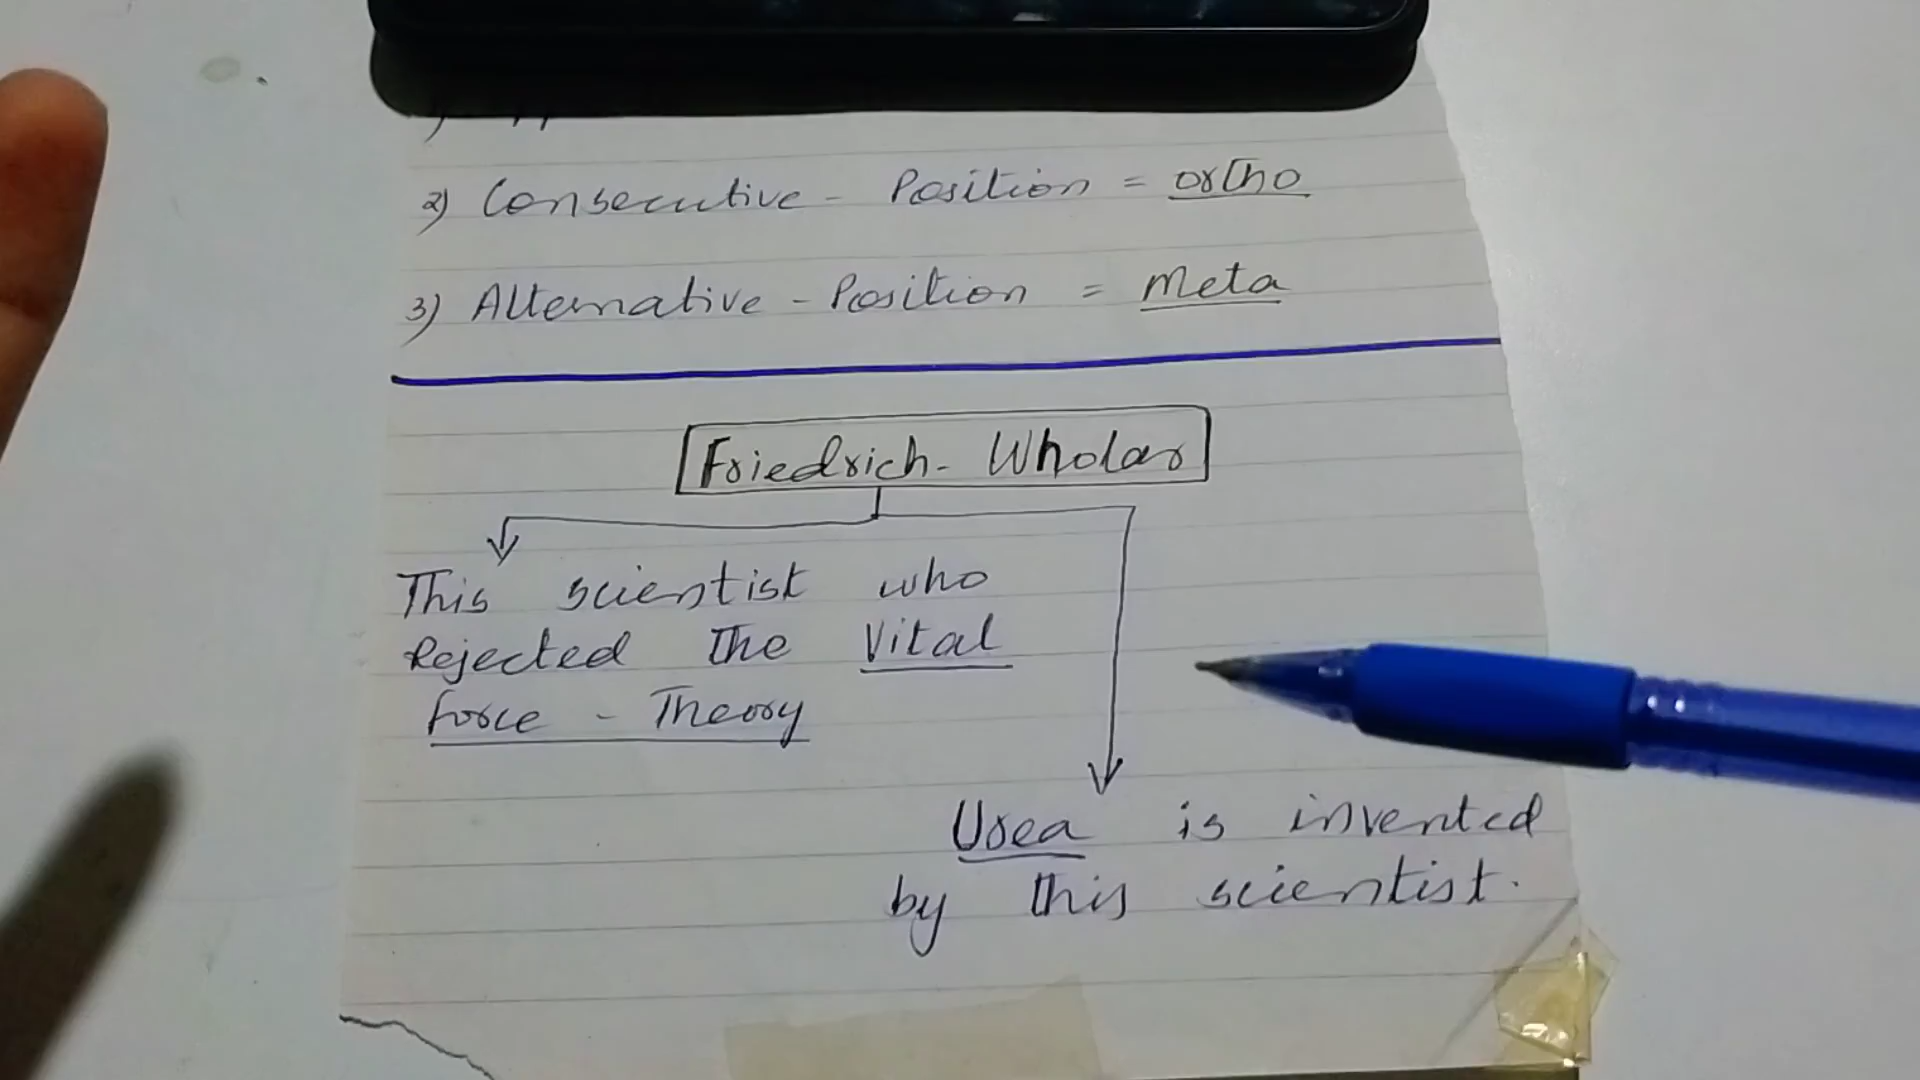 2) Consecutive - Position = ortho
3) Alternative - Position = Meta
Friedrich - Wholar
This scientist who
Rejected The Vital
force - Theory
Urea is invented
by this scientist.